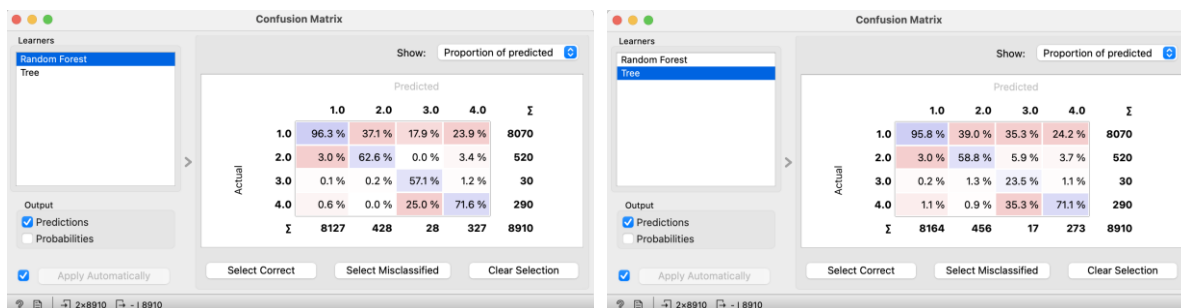 Confusion Matrix
Learners
Random Forest
Tree
Show: Proportion of predicted
Predicted
1.0 2.0 3.0 4.0 Σ
1.0 96.3 % 37.1 % 17.9 % 23.9 % 8070
2.0 3.0 % 62.6 % 0.0 % 3.4 % 520
3.0 0.1 % 0.2 % 57.1 % 1.2 % 30
4.0 0.6 % 0.0 % 25.0 % 71.6 % 290
Σ 8127 428 28 327 8910
Actual
>
Output
Predictions
Probabilities
Apply Automatically
Select Correct Select Misclassified Clear Selection
? 2×8910 - | 8910
Confusion Matrix
Learners
Random Forest
Tree
Show: Proportion of predicted
Predicted
1.0 2.0 3.0 4.0 Σ
1.0 95.8 % 39.0 % 35.3 % 24.2 % 8070
2.0 3.0 % 58.8 % 5.9 % 3.7 % 520
3.0 0.2 % 1.3 % 23.5 % 1.1 % 30
4.0 1.1 % 0.9 % 35.3 % 71.1 % 290
Σ 8164 456 17 273 8910
Actual
>
Output
Predictions
Probabilities
Apply Automatically
Select Correct Select Misclassified Clear Selection
? 2×8910 - | 8910